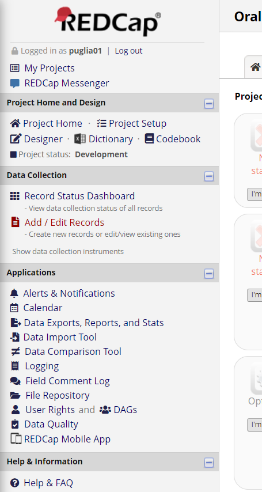 REDCap
Oral
Logged in as puglia01 | Log out
My Projects
REDCap Messenger
Project Home and Design
Project Home · Project Setup
Designer · Dictionary · Codebook
Project status: Development
Data Collection
Record Status Dashboard
- View data collection status of all records
Add / Edit Records
- Create new records or edit/view existing ones
Show data collection instruments
Applications
Alerts & Notifications
Calendar
Data Exports, Reports, and Stats
Data Import Tool
Data Comparison Tool
Logging
Field Comment Log
File Repository
User Rights and DAGs
Data Quality
REDCap Mobile App
Help & Information
Help & FAQ
Projec
N
sta
I'm
N
sta
I'm
Opt
I'm